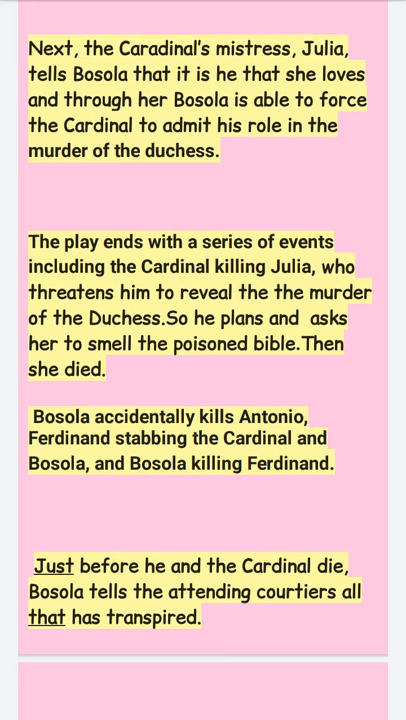 Next, the Caradinal's mistress, Julia,
tells Bosola that it is he that she loves
and through her Bosola is able to force
the Cardinal to admit his role in the
murder of the duchess.
The play ends with a series of events
including the Cardinal killing Julia, who
threatens him to reveal the the murder
of the Duchess.So he plans and  asks
her to smell the poisoned bible.Then
she died.
Bosola accidentally kills Antonio,
Ferdinand stabbing the Cardinal and
Bosola, and Bosola killing Ferdinand.
Just before he and the Cardinal die,
Bosola tells the attending courtiers all
that has transpired.